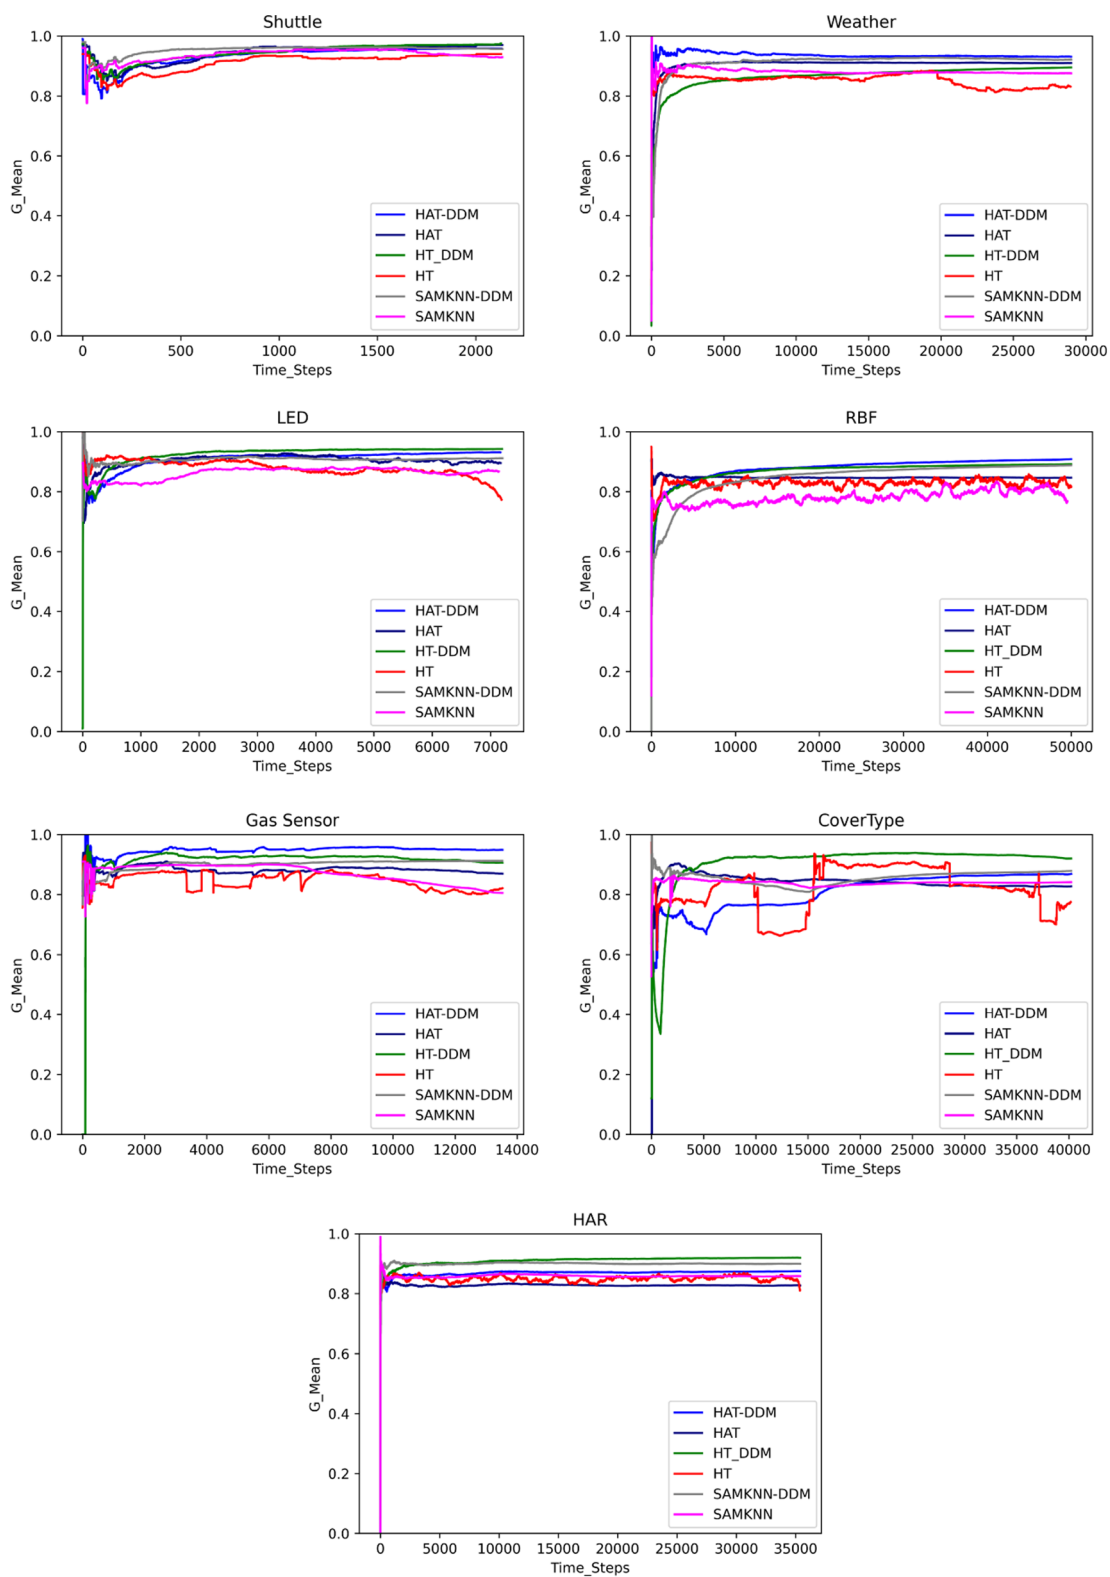 Shuttle
1.0
0.8
0.6
0.4
0.2
0.0
G_Mean
HAT-DDM
HAT
HT_DDM
HT
SAMKNN-DDM
SAMKNN
0 500 1000 1500 2000
Time_Steps
Weather
1.0
0.8
0.6
0.4
0.2
0.0
G_Mean
HAT-DDM
HAT
HT-DDM
HT
SAMKNN-DDM
SAMKNN
0 5000 10000 15000 20000 25000 30000
Time_Steps
LED
1.0
0.8
0.6
0.4
0.2
0.0
G_Mean
HAT-DDM
HAT
HT-DDM
HT
SAMKNN-DDM
SAMKNN
0 1000 2000 3000 4000 5000 6000 7000
Time_Steps
RBF
1.0
0.8
0.6
0.4
0.2
0.0
G_Mean
HAT-DDM
HAT
HT_DDM
HT
SAMKNN-DDM
SAMKNN
0 10000 20000 30000 40000 50000
Time_Steps
Gas Sensor
1.0
0.8
0.6
0.4
0.2
0.0
G_Mean
HAT-DDM
HAT
HT-DDM
HT
SAMKNN-DDM
SAMKNN
0 2000 4000 6000 8000 10000 12000 14000
Time_Steps
CoverType
1.0
0.8
0.6
0.4
0.2
0.0
G_Mean
HAT-DDM
HAT
HT_DDM
HT
SAMKNN-DDM
SAMKNN
0 5000 10000 15000 20000 25000 30000 35000 40000
Time_Steps
HAR
1.0
0.8
0.6
0.4
0.2
0.0
G_Mean
HAT-DDM
HAT
HT_DDM
HT
SAMKNN-DDM
SAMKNN
0 5000 10000 15000 20000 25000 30000 35000
Time_Steps